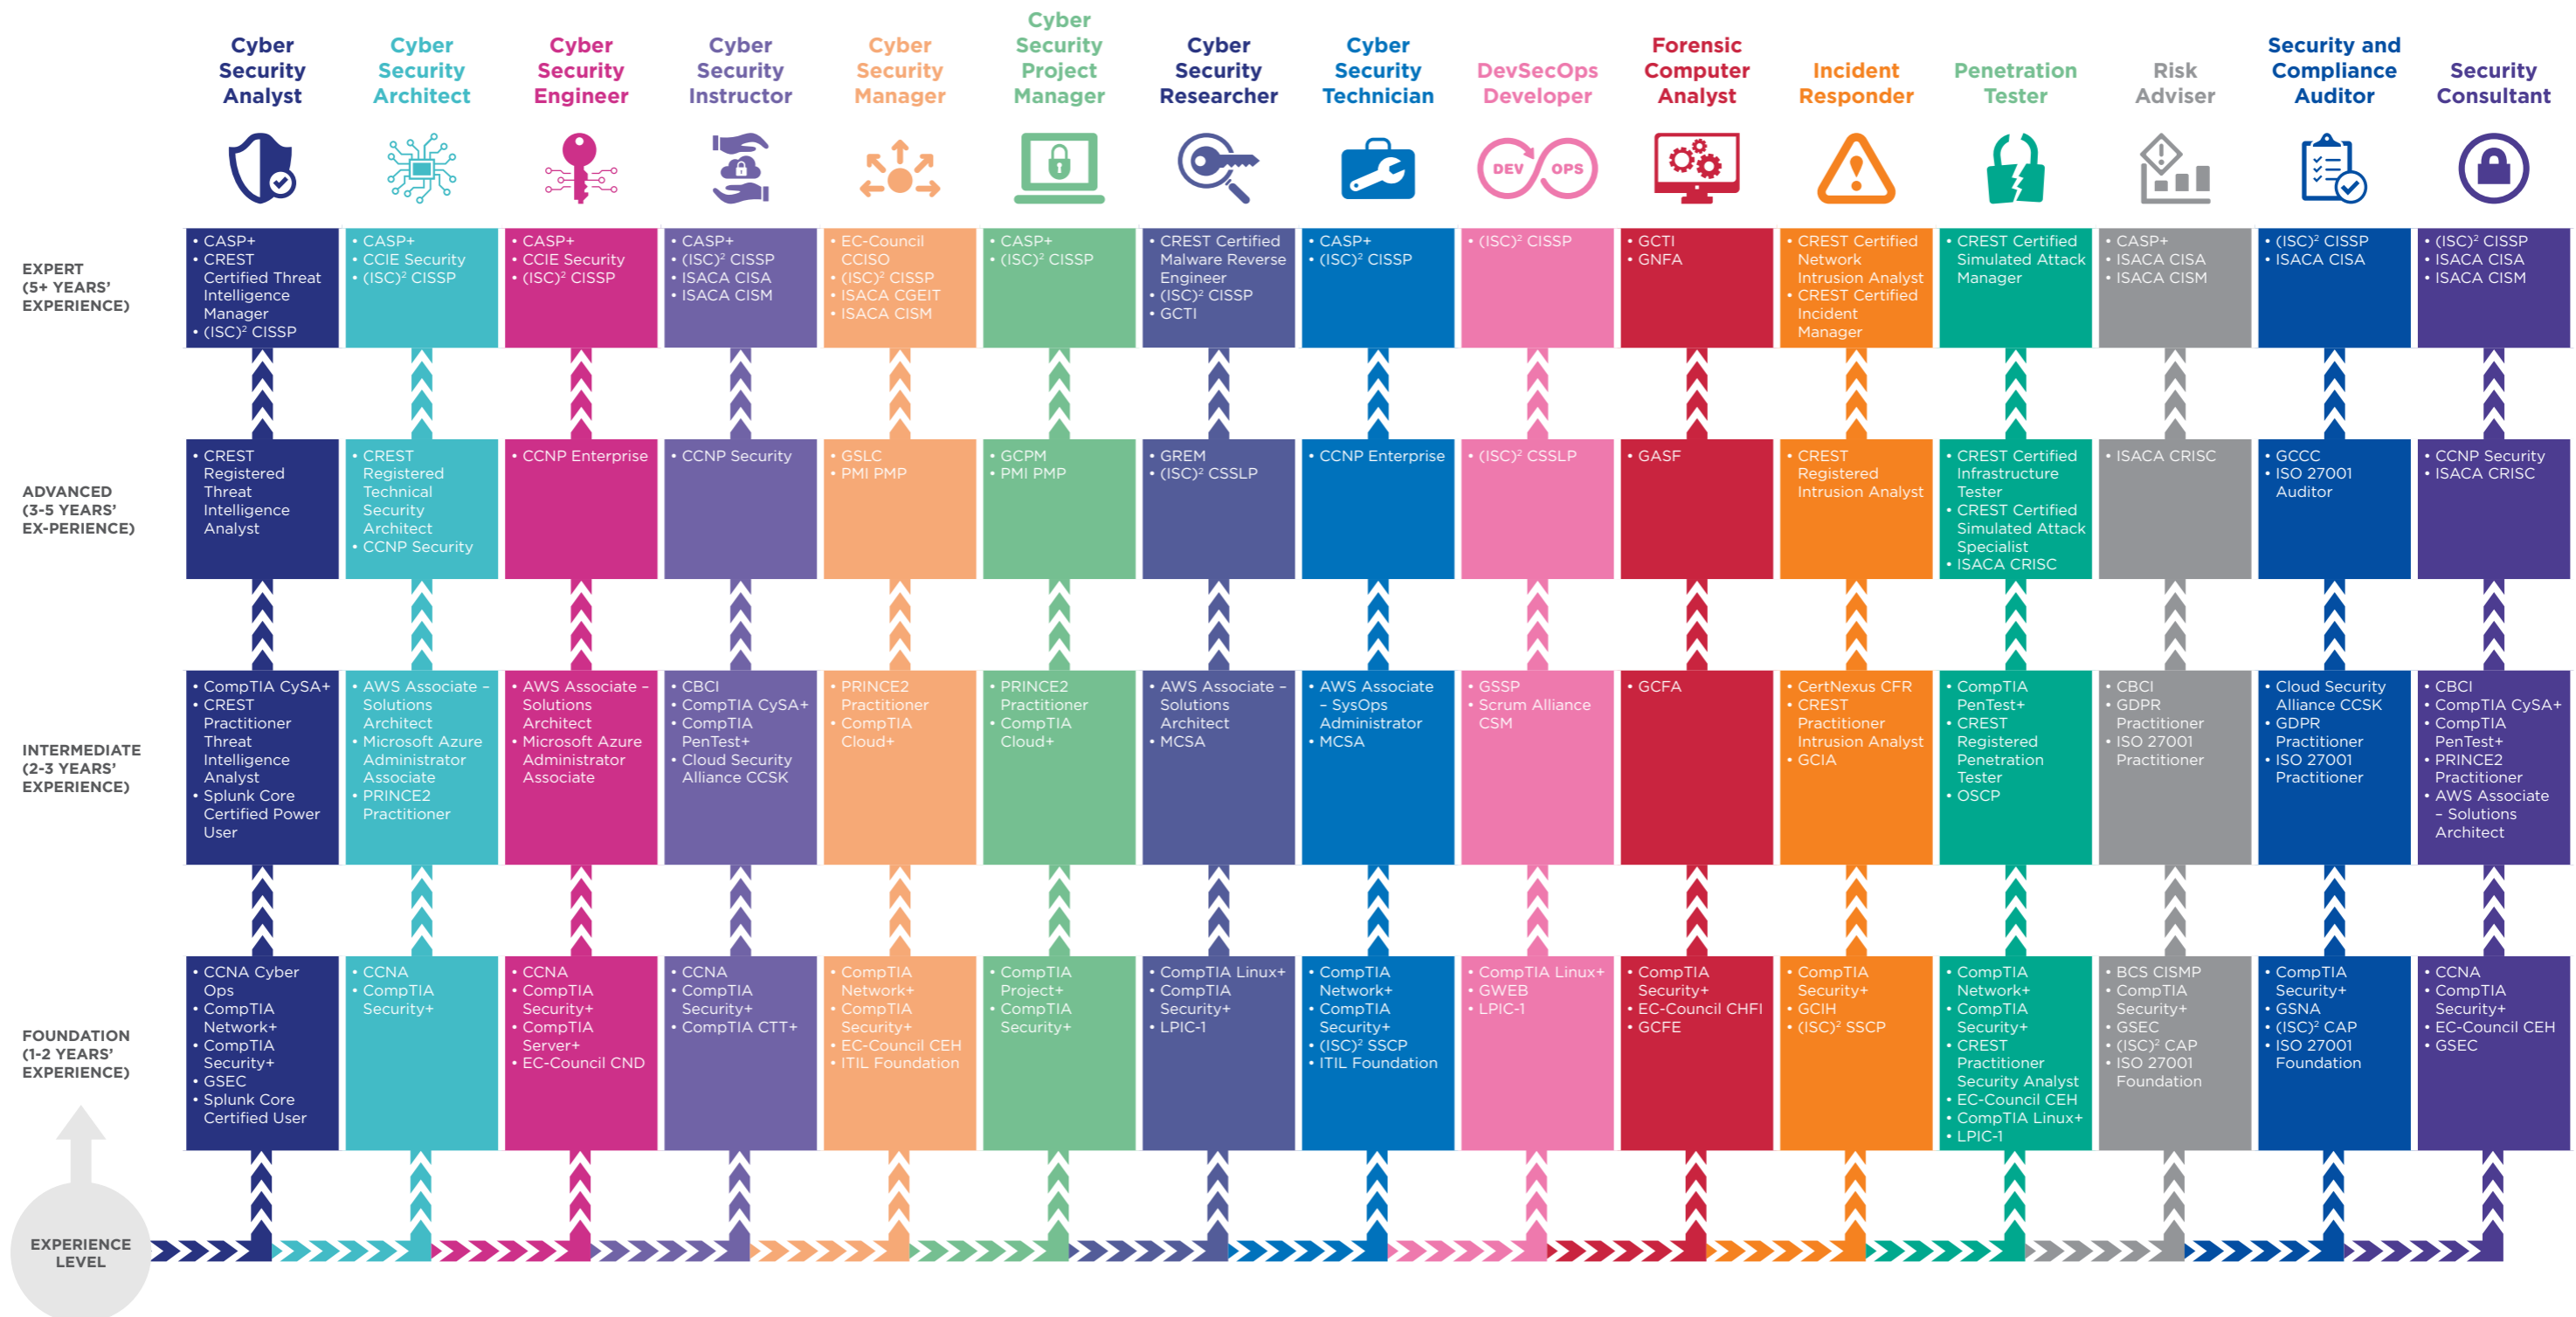 Cyber
Security
Analyst
Cyber
Security
Architect
Cyber
Security
Engineer
Cyber
Security
Instructor
Cyber
Security
Manager
Cyber
Security
Project
Manager
Cyber
Security
Researcher
Cyber
Security
Technician
DevSecOps
Developer
Forensic
Computer
Analyst
Incident
Responder
Penetration
Tester
Risk
Adviser
Security and
Compliance
Auditor
Security
Consultant
DEV OPS
EXPERT
(5+ YEARS’
EXPERIENCE)
• CASP+
• CREST
Certified Threat
Intelligence
Manager
• (ISC)² CISSP
• CASP+
• CCIE Security
• (ISC)² CISSP
• CASP+
• CCIE Security
• (ISC)² CISSP
• CASP+
• (ISC)² CISSP
• ISACA CISA
• ISACA CISM
• EC-Council
CCISO
• (ISC)² CISSP
• ISACA CGEIT
• ISACA CISM
• CASP+
• (ISC)² CISSP
• CREST Certified
Malware Reverse
Engineer
• (ISC)² CISSP
• GCTI
• CASP+
• (ISC)² CISSP
• (ISC)² CISSP
• GCTI
• GNFA
• CREST Certified
Network
Intrusion Analyst
• CREST Certified
Incident
Manager
• CREST Certified
Simulated Attack
Manager
• CASP+
• ISACA CISA
• ISACA CISM
• (ISC)² CISSP
• ISACA CISA
• (ISC)² CISSP
• ISACA CISA
• ISACA CISM
ADVANCED
(3-5 YEARS’
EX-PERIENCE)
• CREST
Registered
Threat
Intelligence
Analyst
• CREST
Registered
Technical
Security
Architect
• CCNP Security
• CCNP Enterprise
• CCNP Security
• GSLC
• PMI PMP
• GCPM
• PMI PMP
• GREM
• (ISC)² CSSLP
• CCNP Enterprise
• (ISC)² CSSLP
• GASF
• CREST
Registered
Intrusion Analyst
• CREST Certified
Infrastructure
Tester
• CREST Certified
Simulated Attack
Specialist
• ISACA CRISC
• ISACA CRISC
• GCCC
• ISO 27001
Auditor
• CCNP Security
• ISACA CRISC
INTERMEDIATE
(2-3 YEARS’
EXPERIENCE)
• CompTIA CySA+
• CREST
Practitioner
Threat
Intelligence
Analyst
• Splunk Core
Certified Power
User
• AWS Associate –
Solutions
Architect
• Microsoft Azure
Administrator
Associate
• PRINCE2
Practitioner
• AWS Associate –
Solutions
Architect
• Microsoft Azure
Administrator
Associate
• CBCI
• CompTIA CySA+
• CompTIA
PenTest+
• Cloud Security
Alliance CCSK
• PRINCE2
Practitioner
• CompTIA
Cloud+
• PRINCE2
Practitioner
• CompTIA
Cloud+
• AWS Associate –
Solutions
Architect
• MCSA
• AWS Associate
– SysOps
Administrator
• MCSA
• GSSP
• Scrum Alliance
CSM
• GCFA
• CertNexus CFR
• CREST
Practitioner
Intrusion Analyst
• GCIA
• CompTIA
PenTest+
• CREST
Registered
Penetration
Tester
• OSCP
• CBCI
• GDPR
Practitioner
• ISO 27001
Practitioner
• Cloud Security
Alliance CCSK
• GDPR
Practitioner
• ISO 27001
Practitioner
• CBCI
• CompTIA CySA+
• CompTIA
PenTest+
• PRINCE2
Practitioner
• AWS Associate
– Solutions
Architect
FOUNDATION
(1-2 YEARS’
EXPERIENCE)
• CCNA Cyber
Ops
• CompTIA
Network+
• CompTIA
Security+
• GSEC
• Splunk Core
Certified User
• CCNA
• CompTIA
Security+
• CCNA
• CompTIA
Security+
• CompTIA
Server+
• EC-Council CND
• CCNA
• CompTIA
Security+
• CompTIA CTT+
• CompTIA
Network+
• CompTIA
Security+
• EC-Council CEH
• ITIL Foundation
• CompTIA
Project+
• CompTIA
Security+
• CompTIA Linux+
• CompTIA
Security+
• LPIC-1
• CompTIA
Network+
• CompTIA
Security+
• (ISC)² SSCP
• ITIL Foundation
• CompTIA Linux+
• GWEB
• LPIC-1
• CompTIA
Security+
• EC-Council CHFI
• GCFE
• CompTIA
Security+
• GCIH
• (ISC)² SSCP
• CompTIA
Network+
• CompTIA
Security+
• CREST
Practitioner
Security Analyst
• EC-Council CEH
• CompTIA Linux+
• LPIC-1
• BCS CISMP
• CompTIA
Security+
• GSEC
• (ISC)² CAP
• ISO 27001
Foundation
• CompTIA
Security+
• GSNA
• (ISC)² CAP
• ISO 27001
Foundation
• CCNA
• CompTIA
Security+
• EC-Council CEH
• GSEC
EXPERIENCE
LEVEL